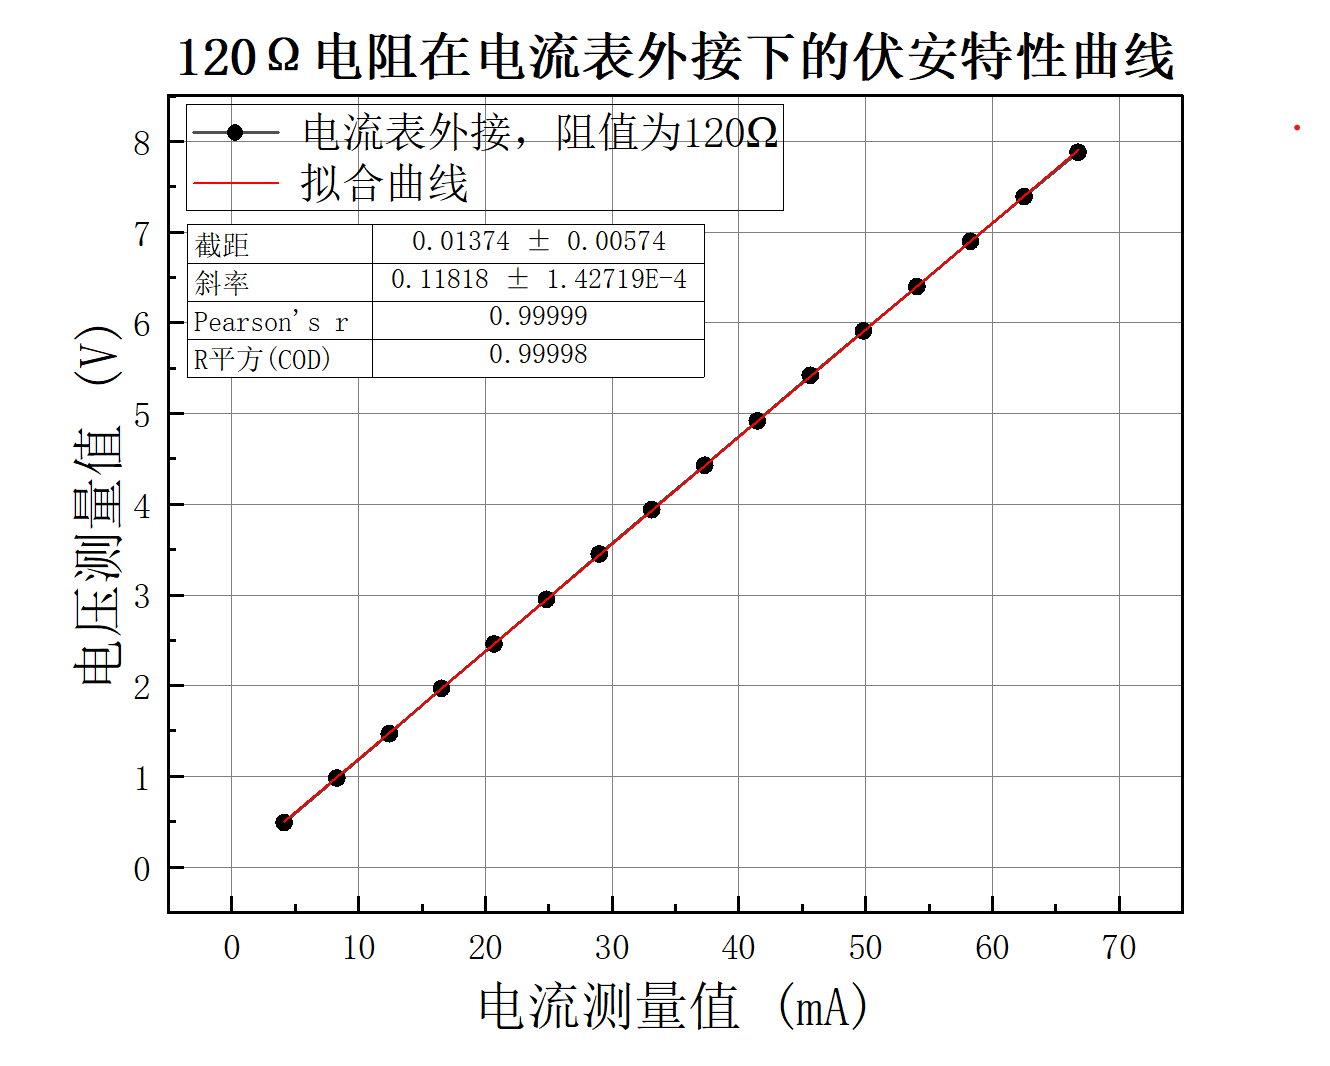 120Ω电阻在电流表外接下的伏安特性曲线
电流表外接，阻值为120Ω
拟合曲线
截距 0.01374 ± 0.00574
斜率 0.11818 ± 1.42719E-4
Pearson's r 0.99999
R平方(COD) 0.99998
电压测量值 (V)
8
7
6
5
4
3
2
1
0
0 10 20 30 40 50 60 70
电流测量值 (mA)